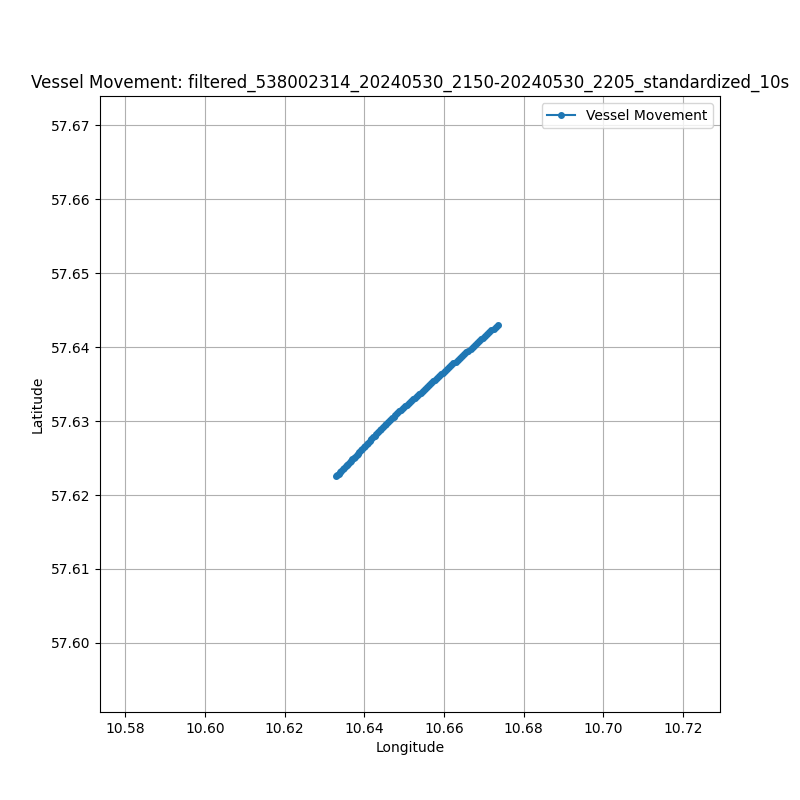 Vessel Movement: filtered_538002314_20240530_2150-20240530_2205_standardized_10s
Vessel Movement
57.67
57.66
57.65
57.64
57.63
57.62
57.61
57.60
Latitude
10.58 10.60 10.62 10.64 10.66 10.68 10.70 10.72
Longitude